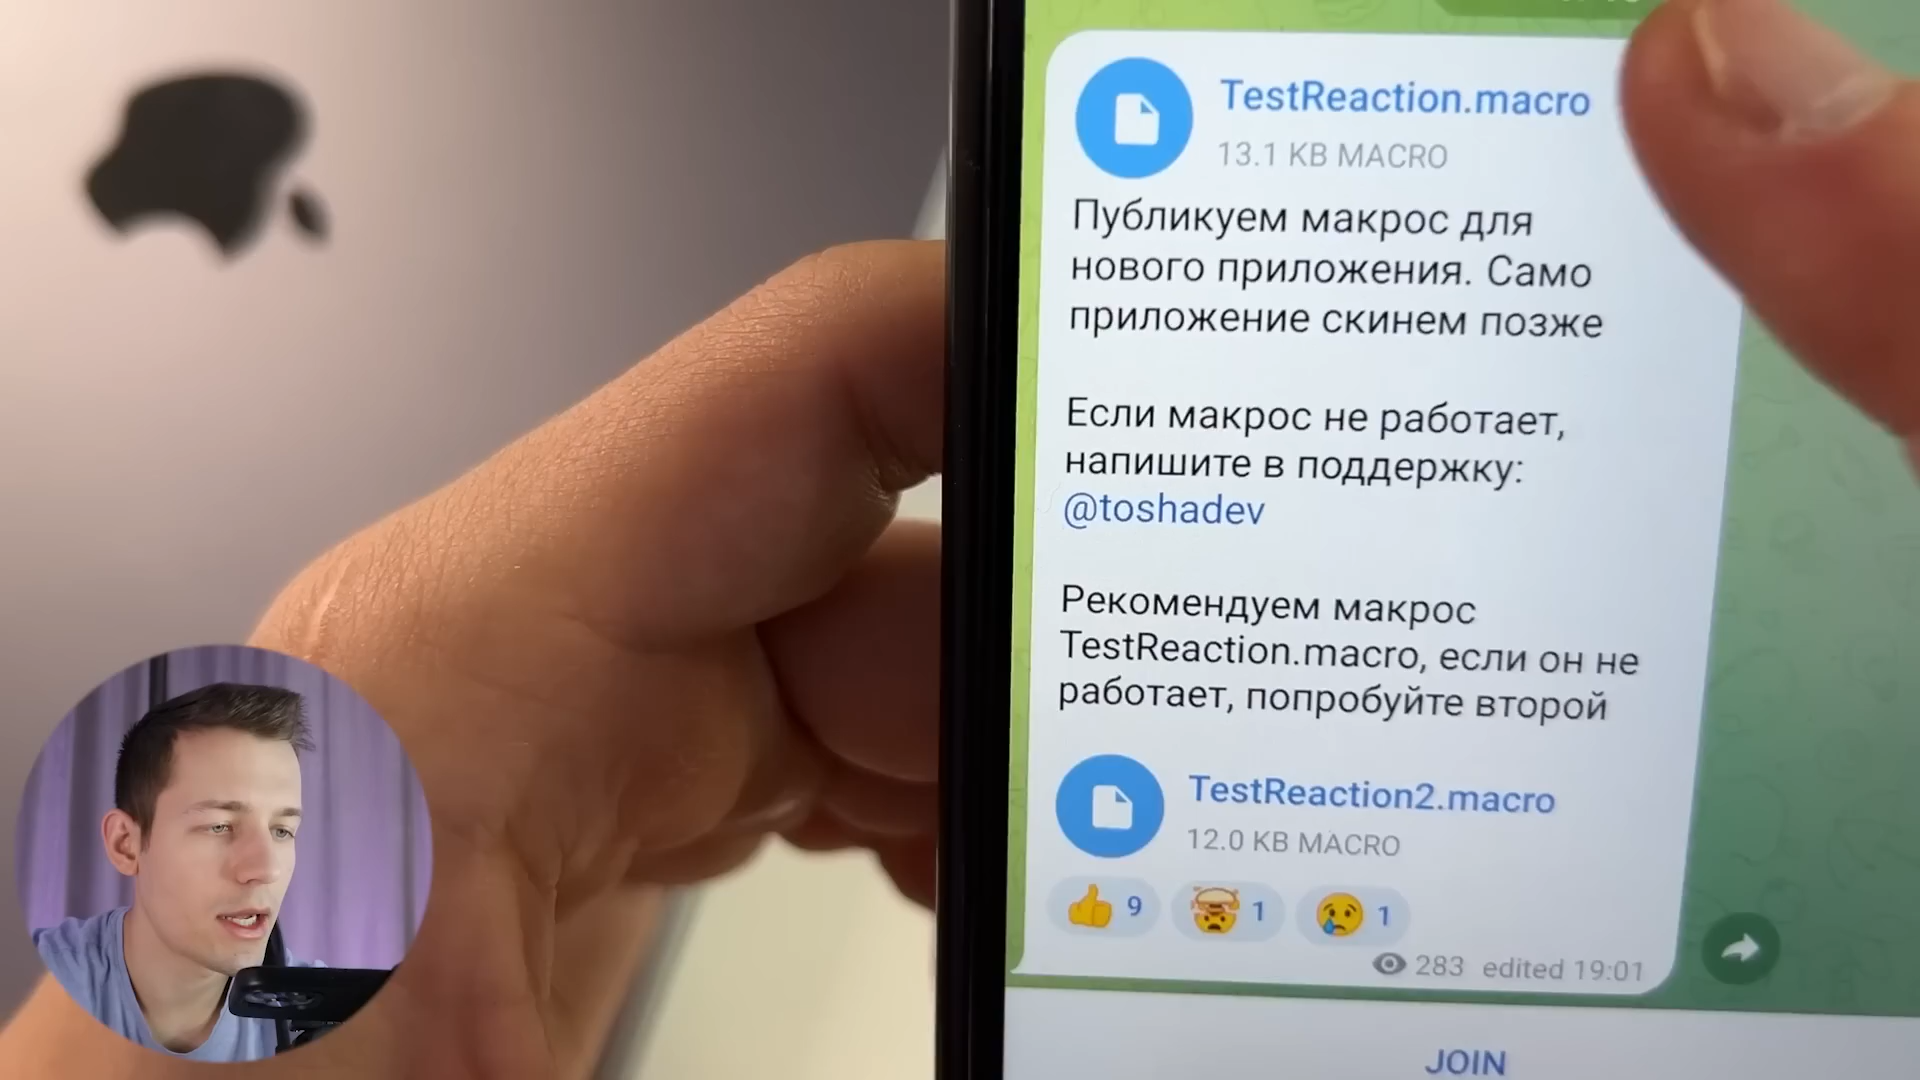 TestReaction.macro
13.1 KB MACRO
Публикуем макрос для
нового приложения. Само
приложение скинем позже
Если макрос не работает,
напишите в поддержку:
@toshadev
Рекомендуем макрос
TestReaction.macro, если он не
работает, попробуйте второй
TestReaction2.macro
12.0 KB MACRO
9
1
1
283 edited 19:01
JOIN